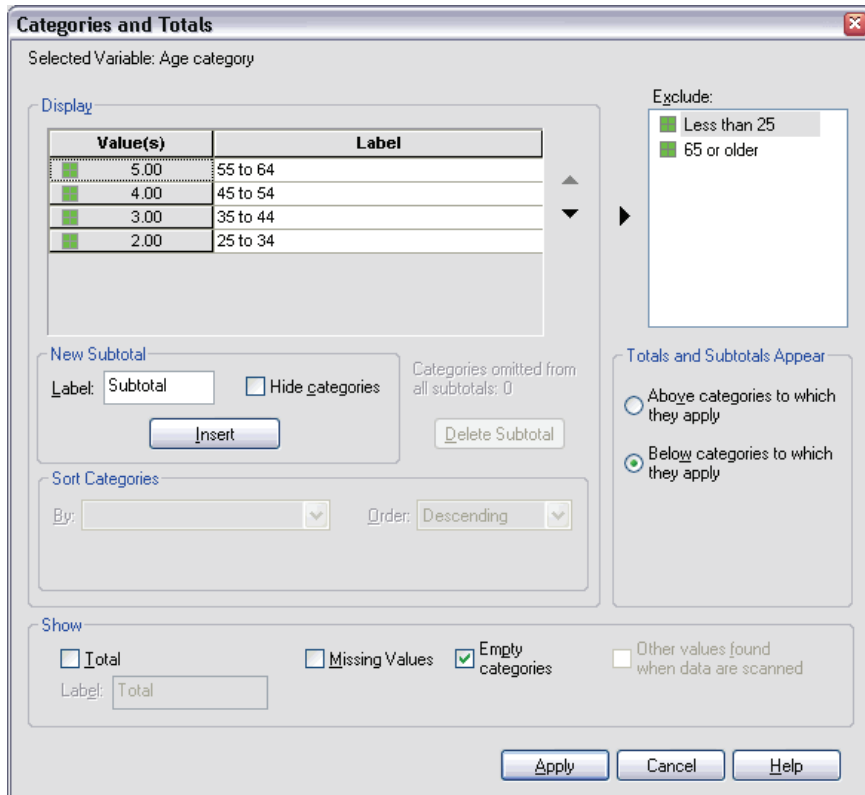 Categories and Totals
Selected Variable: Age category
Display
Value(s) Label
5.00 55 to 64
4.00 45 to 54
3.00 35 to 44
2.00 25 to 34
Exclude:
Less than 25
65 or older
New Subtotal
Label: Subtotal
Hide categories
Insert
Categories omitted from
all subtotals: 0
Delete Subtotal
Totals and Subtotals Appear
Above categories to which
they apply
Below categories to which
they apply
Sort Categories
By:
Order: Descending
Show
Total
Label: Total
Missing Values
Empty
categories
Other values found
when data are scanned
Apply Cancel Help